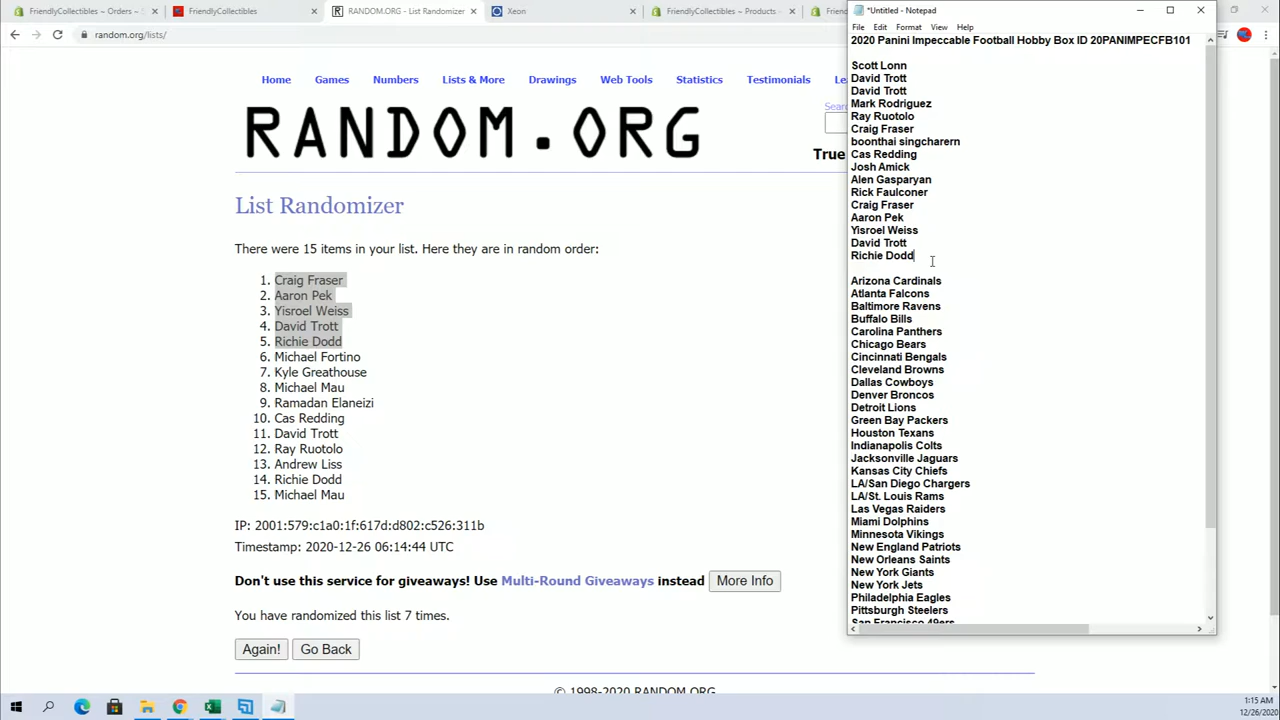 FriendlyCollectibles - Orders -
FriendlyCollectibles
RANDOM.ORG - List Randomizer
Xeon
FriendlyCollectibles - Products -
random.org/lists/
Home
Games
Numbers
Lists & More
Drawings
Web Tools
Statistics
Testimonials
RANDOM.ORG
True
List Randomizer
There were 15 items in your list. Here they are in random order:
1. Craig Fraser
2. Aaron Pek
3. Yisroel Weiss
4. David Trott
5. Richie Dodd
6. Michael Fortino
7. Kyle Greathouse
8. Michael Mau
9. Ramadan Elaneizi
10. Cas Redding
11. David Trott
12. Ray Ruotolo
13. Andrew Liss
14. Richie Dodd
15. Michael Mau
IP: 2001:579:c1a0:1f:617d:d802:c526:311b
Timestamp: 2020-12-26 06:14:44 UTC
Don't use this service for giveaways! Use Multi-Round Giveaways instead More Info
You have randomized this list 7 times.
Again! Go Back
© 1998-2020 RANDOM.ORG
*Untitled - Notepad
File Edit Format View Help
2020 Panini Impeccable Football Hobby Box ID 20PANIMPECFB101
Scott Lonn
David Trott
David Trott
Mark Rodriguez
Ray Ruotolo
Craig Fraser
boonthai singcharern
Cas Redding
Josh Amick
Alen Gasparyan
Rick Faulconer
Craig Fraser
Aaron Pek
Yisroel Weiss
David Trott
Richie Dodd
Arizona Cardinals
Atlanta Falcons
Baltimore Ravens
Buffalo Bills
Carolina Panthers
Chicago Bears
Cincinnati Bengals
Cleveland Browns
Dallas Cowboys
Denver Broncos
Detroit Lions
Green Bay Packers
Houston Texans
Indianapolis Colts
Jacksonville Jaguars
Kansas City Chiefs
LA/San Diego Chargers
LA/St. Louis Rams
Las Vegas Raiders
Miami Dolphins
Minnesota Vikings
New England Patriots
New Orleans Saints
New York Giants
New York Jets
Philadelphia Eagles
Pittsburgh Steelers
San Francisco 49ers
1:15 AM
12/26/2020